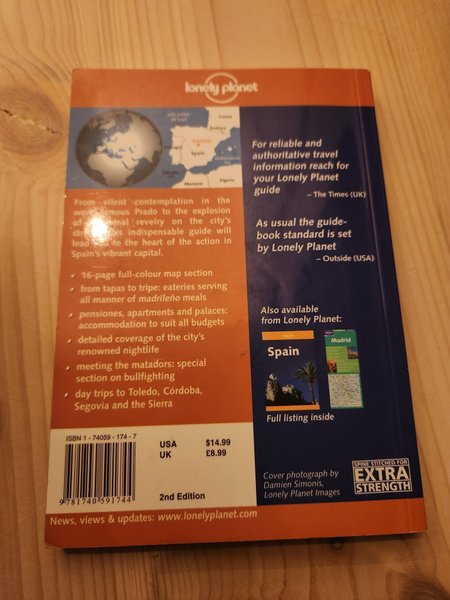 lonely planet
ATLANTIC
OCEAN
France
Andorra
MADRID
Portugal
Spain
Morocco
Algeria
From silent contemplation in the
world-famous Prado to the explosion
of revelry on the city's
this indispensable guide will
lead you to the heart of the action in
Spain's vibrant capital.
• 16-page full-colour map section
• from tapas to tripe: eateries serving
all manner of madrileño meals
• pensiones, apartments and palaces:
accommodation to suit all budgets
• detailed coverage of the city's
renowned nightlife
• meeting the matadors: special
section on bullfighting
• day trips to Toledo, Córdoba,
Segovia and the Sierra
ISBN 1 - 74059 - 174 - 7
9 781740 591744
USA $14.99
UK £8.99
2nd Edition
News, views & updates: www.lonelyplanet.com
For reliable and
authoritative travel
information reach for
your Lonely Planet
guide
– The Times (UK)
As usual the guide-
book standard is set
by Lonely Planet
– Outside (USA)
Also available
from Lonely Planet:
Spain
Madrid
Full listing inside
Cover photograph by
Damien Simonis,
Lonely Planet Images
SPINE STITCHED FOR
EXTRA
STRENGTH